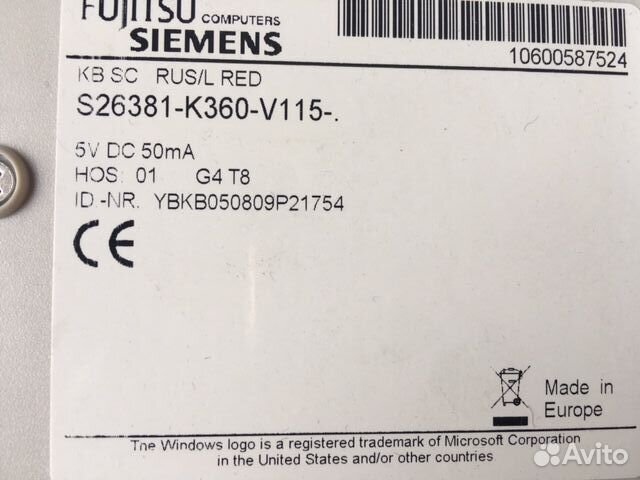 FUJITSU COMPUTERS
SIEMENS
10600587524
KB SC RUS/L RED
S26381-K360-V115-.
5V DC 50mA
HOS: 01 G4 T8
ID-NR. YBKB050809P21754
CE
Made in
Europe
The Windows logo is a registered trademark of Microsoft Corporation
in the United States and/or other countries
Avito